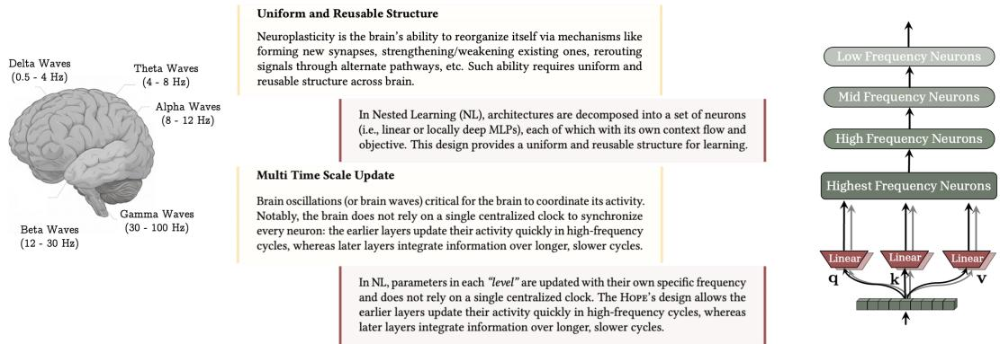 Delta Waves
(0.5 - 4 Hz)
Theta Waves
(4 - 8 Hz)
Alpha Waves
(8 - 12 Hz)
Gamma Waves
(30 - 100 Hz)
Beta Waves
(12 - 30 Hz)
Uniform and Reusable Structure
Neuroplasticity is the brain's ability to reorganize itself via mechanisms like
forming new synapses, strengthening/weakening existing ones, rerouting
signals through alternate pathways, etc. Such ability requires uniform and
reusable structure across brain.
In Nested Learning (NL), architectures are decomposed into a set of neurons
(i.e., linear or locally deep MLPs), each of which with its own context flow and
objective. This design provides a uniform and reusable structure for learning.
Multi Time Scale Update
Brain oscillations (or brain waves) critical for the brain to coordinate its activity.
Notably, the brain does not rely on a single centralized clock to synchronize
every neuron: the earlier layers update their activity quickly in high-frequency
cycles, whereas later layers integrate information over longer, slower cycles.
In NL, parameters in each "level" are updated with their own specific frequency
and does not rely on a single centralized clock. The HOPE's design allows the
earlier layers update their activity quickly in high-frequency cycles, whereas
later layers integrate information over longer, slower cycles.
Low Frequency Neurons
Mid Frequency Neurons
High Frequency Neurons
Highest Frequency Neurons
Linear Linear Linear
q k v